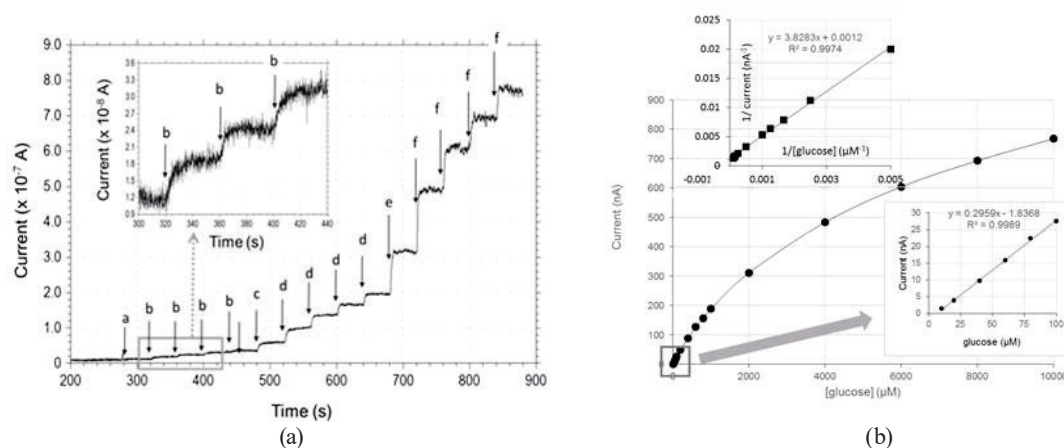 f
f
f
f
e
d
d
d
d
c
b
b
b
b
a
9.0
8.0
7.0
6.0
5.0
4.0
3.0
2.0
1.0
0
Current (x 10⁻⁷ A)
200 300 400 500 600 700 800 900
Time (s)
3.6
3.3
3.0
2.7
2.4
2.1
1.8
1.5
1.2
0.9
Current (x 10⁻⁸ A)
b
b
b
300 320 340 360 380 400 420 440
Time (s)
(a)
0.025
0.02
0.015
0.01
0.005
0
1/ current (nA⁻¹)
y = 3.8283x + 0.0012
R² = 0.9974
1/[glucose] (µM⁻¹)
-0.001 0.001 0.003 0.005
900
800
700
600
500
400
300
200
100
0
Current (nA)
0 2000 4000 6000 8000 10000
[glucose] (µM)
y = 0.2959x - 1.8368
R² = 0.9989
30
25
20
15
10
5
0
Current (nA)
0 25 50 75 100
glucose (µM)
(b)